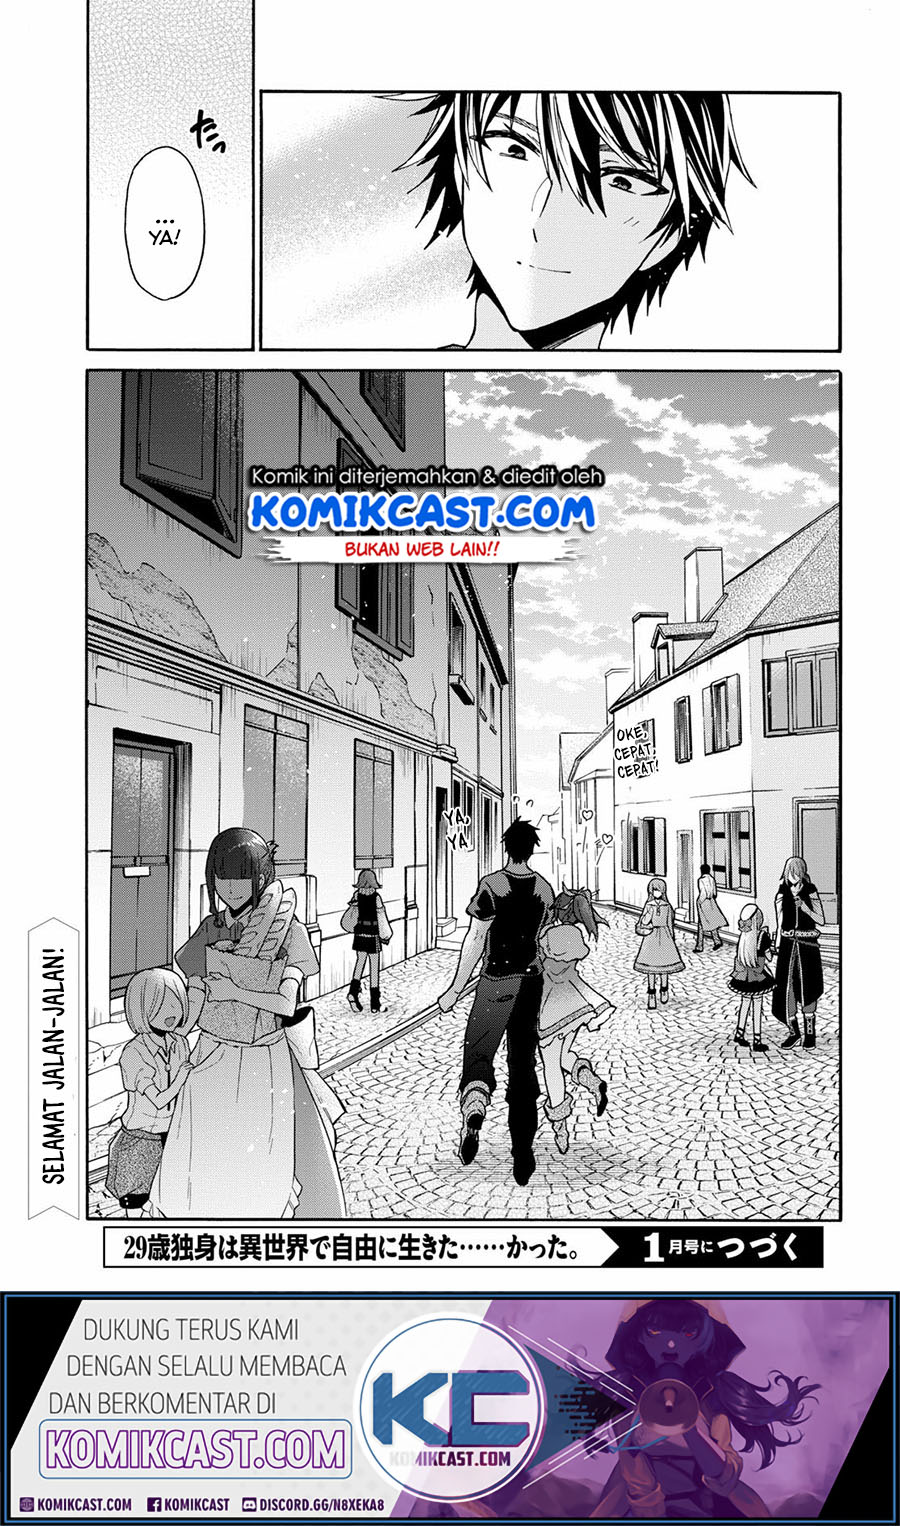 たっ
...
YA!
Komik ini diterjemahkan & diedit oleh
KOMIKCAST.COM
BUKAN WEB LAIN!!
OKE,
CEPAT,
CEPAT!
YA,
YA.
SELAMAT JALAN-JALAN!
29歳独身は異世界で自由に生きた……かった。
1月号につづく
DUKUNG TERUS KAMI
DENGAN SELALU MEMBACA
DAN BERKOMENTAR DI
KOMIKCAST.COM
KC
KOMIKCAST.COM
KOMIKCAST.COM KOMIKCAST DISCORD.GG/N8XEKA8